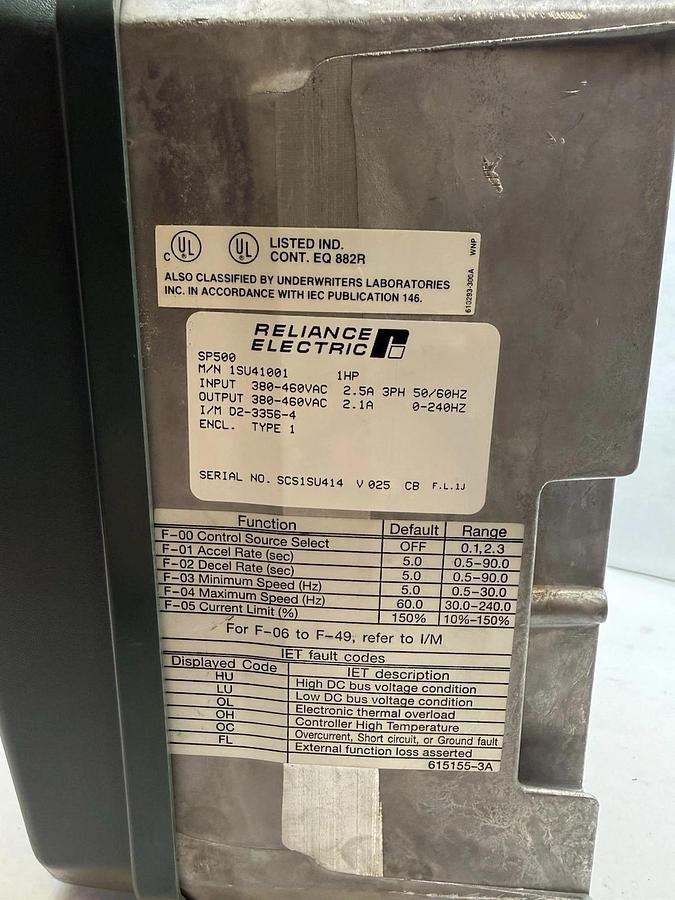 c UL UL LISTED IND.
CONT. EQ 882R
ALSO CLASSIFIED BY UNDERWRITERS LABORATORIES
INC. IN ACCORDANCE WITH IEC PUBLICATION 146.
610293-300A WNP
RELIANCE
ELECTRIC
SP500
M/N 1SU41001 1HP
INPUT 380-460VAC 2.5A 3PH 50/60HZ
OUTPUT 380-460VAC 2.1A 0-240HZ
I/M D2-3356-4
ENCL. TYPE 1
SERIAL NO. SCS1SU414 V 025 CB F.L.1J
Function Default Range
F-00 Control Source Select OFF 0.1,2.3
F-01 Accel Rate (sec) 5.0 0.5-90.0
F-02 Decel Rate (sec) 5.0 0.5-90.0
F-03 Minimum Speed (Hz) 5.0 0.5-30.0
F-04 Maximum Speed (Hz) 60.0 30.0-240.0
F-05 Current Limit (%) 150% 10%-150%
For F-06 to F-49, refer to I/M
IET fault codes
Displayed Code IET description
HU High DC bus voltage condition
LU Low DC bus voltage condition
OL Electronic thermal overload
OH Controller High Temperature
OC Overcurrent, Short circuit, or Ground fault
FL External function loss asserted
615155-3A